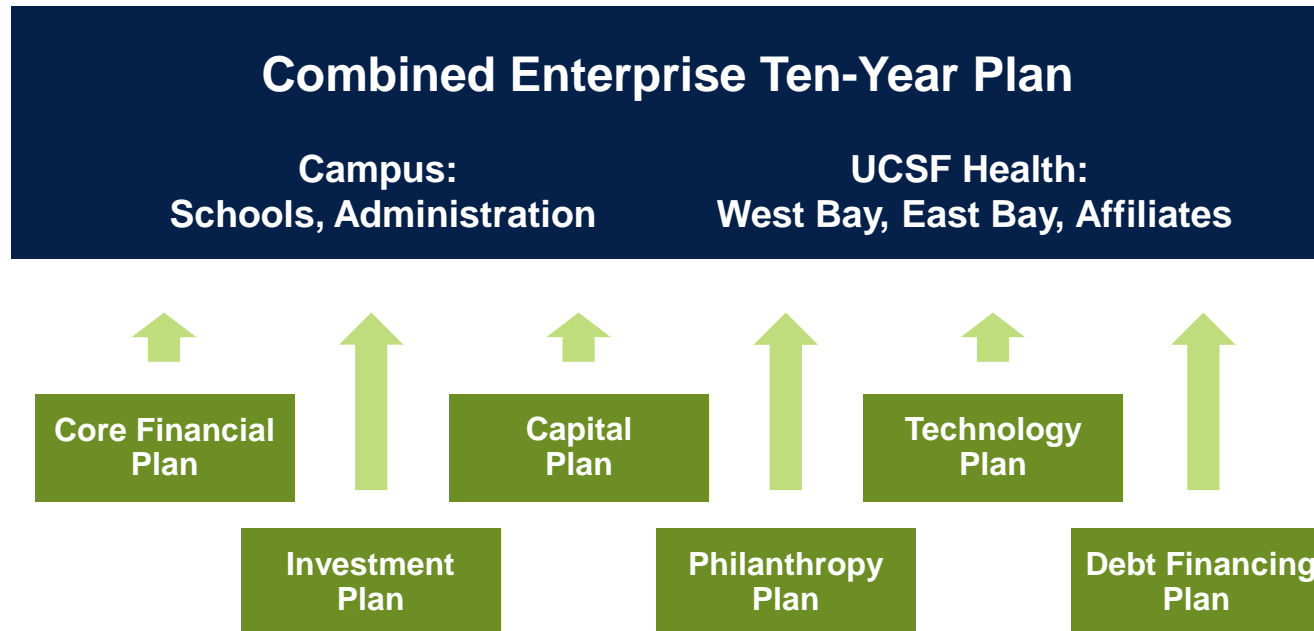 Combined Enterprise Ten-Year Plan
Campus:
Schools, Administration
UCSF Health:
West Bay, East Bay, Affiliates
Core Financial
Plan
Capital
Plan
Technology
Plan
Investment
Plan
Philanthropy
Plan
Debt Financing
Plan